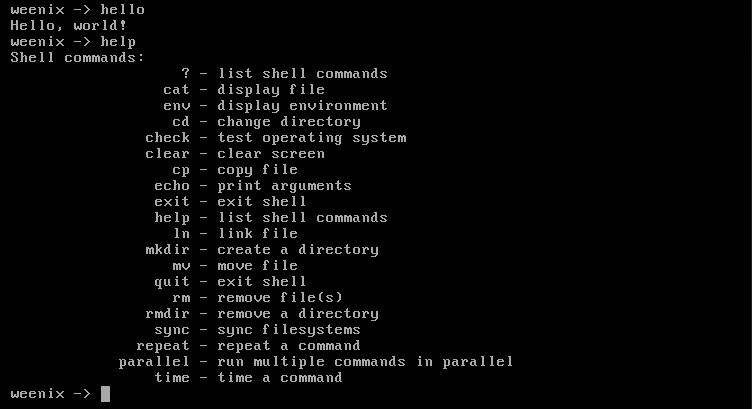 weenix -> hello
Hello, world!
weenix -> help
Shell commands:
? - list shell commands
cat - display file
env - display environment
cd - change directory
check - test operating system
clear - clear screen
cp - copy file
echo - print arguments
exit - exit shell
help - list shell commands
ln - link file
mkdir - create a directory
mv - move file
quit - exit shell
rm - remove file(s)
rmdir - remove a directory
sync - sync filesystems
repeat - repeat a command
parallel - run multiple commands in parallel
time - time a command
weenix ->